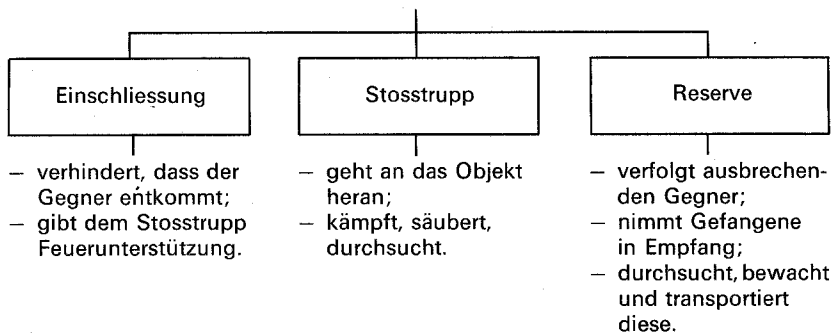 Einschliessung
– verhindert, dass der
Gegner entkommt;
– gibt dem Stosstrupp
Feuerunterstützung.
Stosstrupp
– geht an das Objekt
heran;
– kämpft, säubert,
durchsucht.
Reserve
– verfolgt ausbrechen-
den Gegner;
– nimmt Gefangene
in Empfang;
– durchsucht, bewacht
und transportiert
diese.